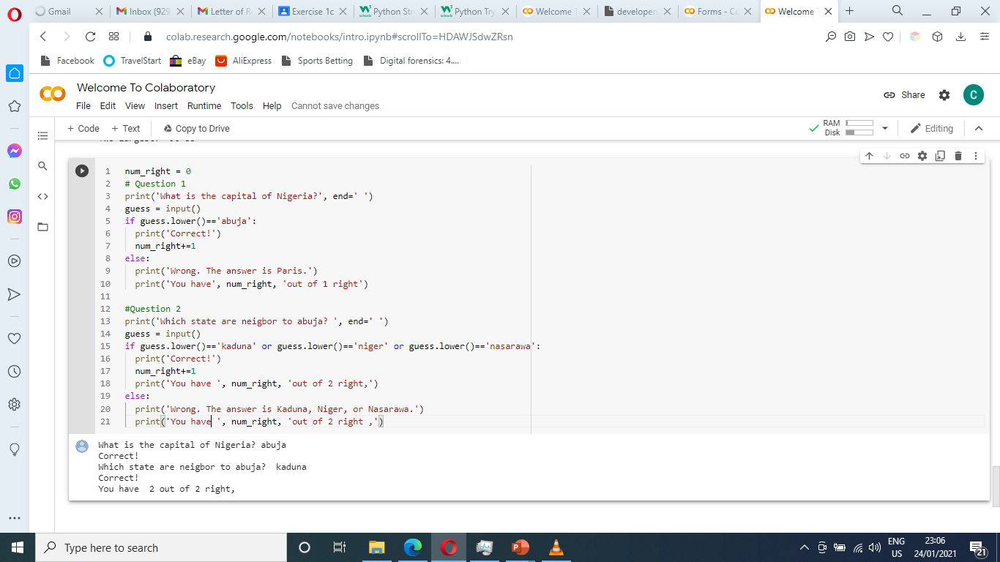 Gmail
Inbox (929
Letter of R
Exercise 1c
Python Stri
Python Try
Welcome T
developer
Forms - Co
Welcome T
colab.research.google.com/notebooks/intro.ipynb#scrollTo=HDAWJSdwZRsn
Facebook
TravelStart
eBay
AliExpress
Sports Betting
Digital forensics: 4....
Welcome To Colaboratory
File Edit View Insert Runtime Tools Help Cannot save changes
Share
C
+ Code + Text Copy to Drive
RAM
Disk
Editing
1 num_right = 0
2 # Question 1
3 print('What is the capital of Nigeria?', end=' ')
4 guess = input()
5 if guess.lower()=='abuja':
6 print('Correct!')
7 num_right+=1
8 else:
9 print('Wrong. The answer is Paris.')
10 print('You have', num_right, 'out of 1 right')
11
12 #Question 2
13 print('Which state are neigbor to abuja? ', end=' ')
14 guess = input()
15 if guess.lower()=='kaduna' or guess.lower()=='niger' or guess.lower()=='nasarawa':
16 print('Correct!')
17 num_right+=1
18 print('You have ', num_right, 'out of 2 right,')
19 else:
20 print('Wrong. The answer is Kaduna, Niger, or Nasarawa.')
21 print('You have ', num_right, 'out of 2 right ,')
What is the capital of Nigeria? abuja
Correct!
Which state are neigbor to abuja?  kaduna
Correct!
You have  2 out of 2 right,
Type here to search
ENG
US
23:06
24/01/2021
21